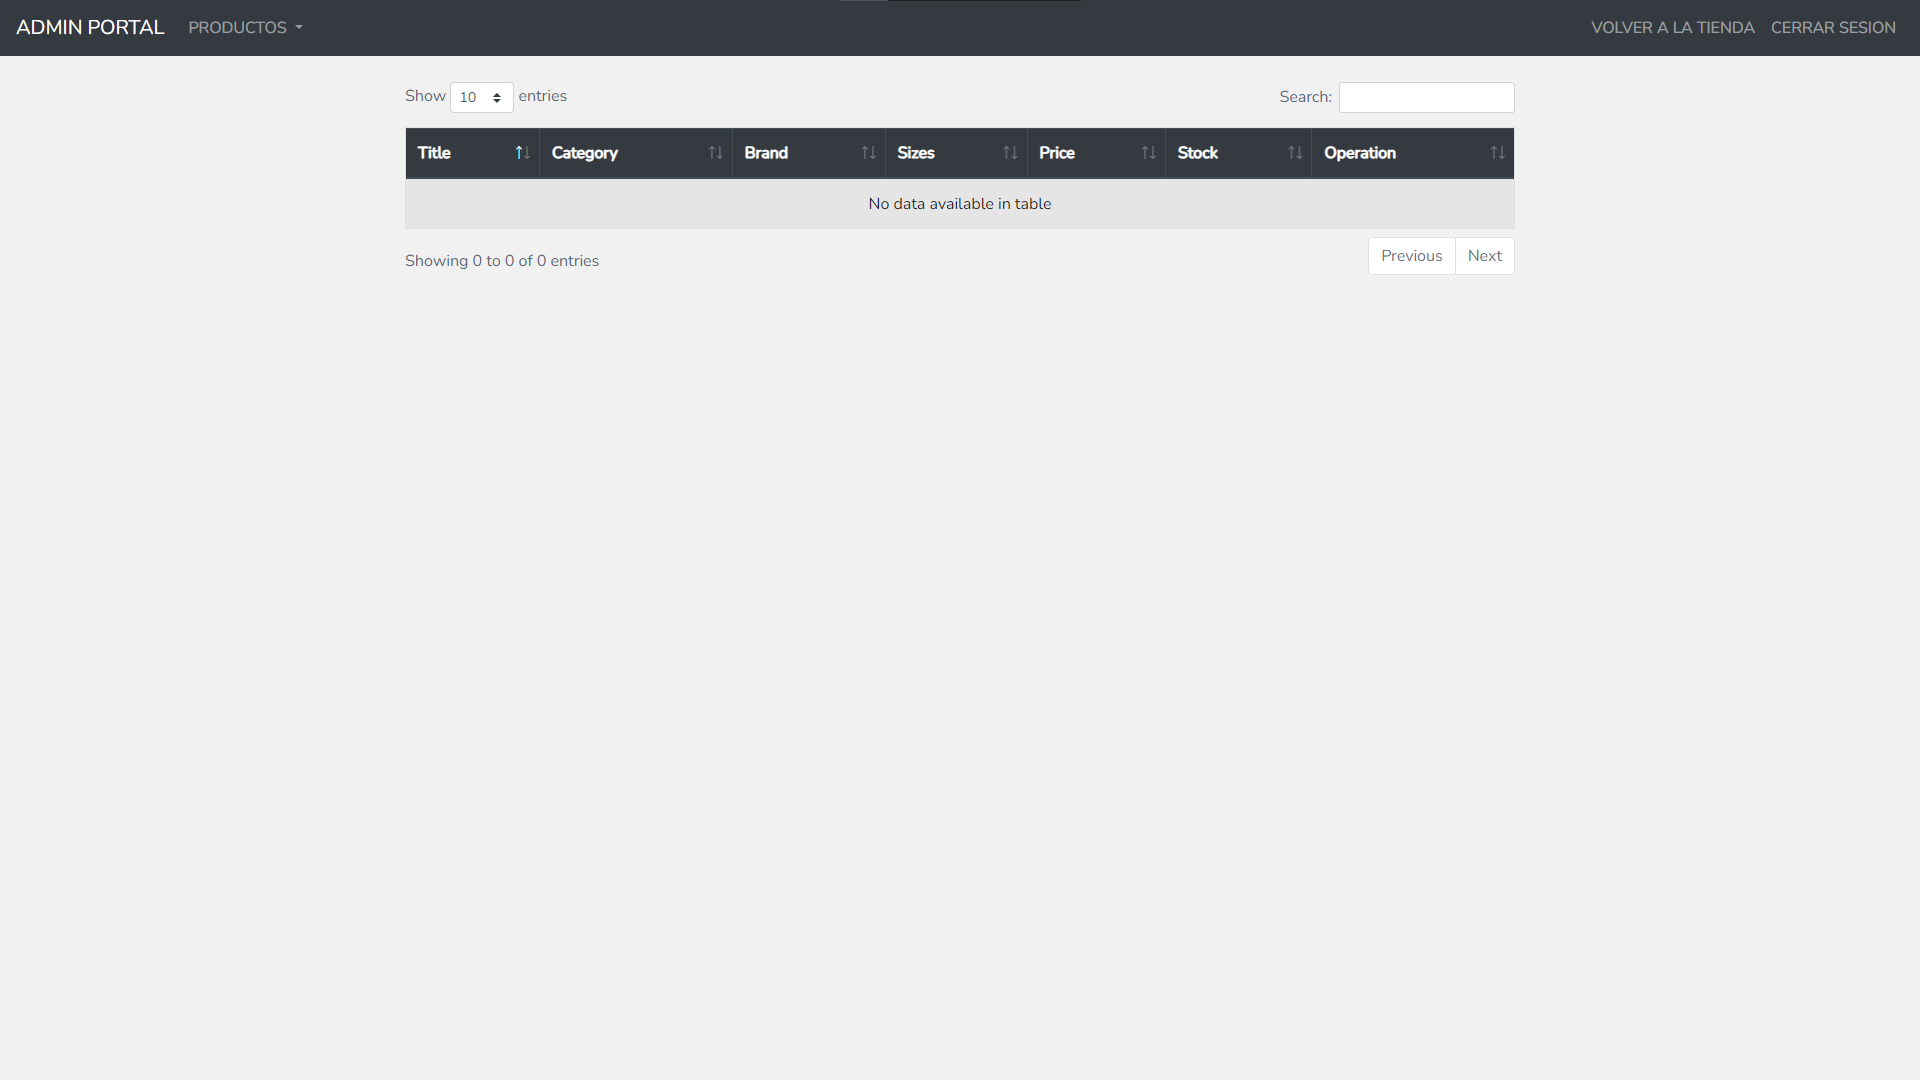 ADMIN PORTAL PRODUCTOS VOLVER A LA TIENDA CERRAR SESION
Show 10 entries Search:
Title Category Brand Sizes Price Stock Operation
No data available in table
Showing 0 to 0 of 0 entries Previous Next